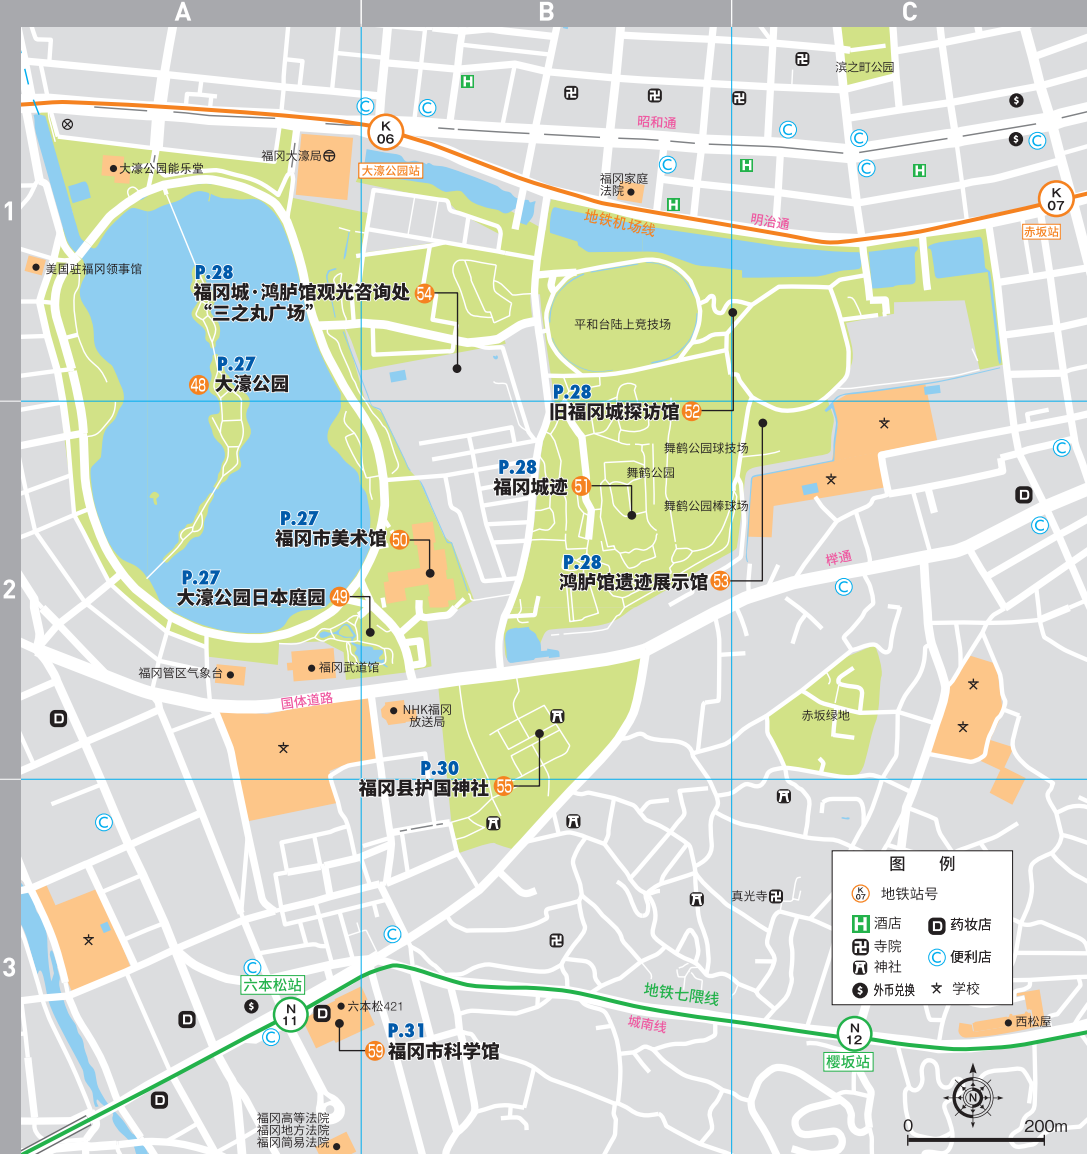 A
B
C
滨之町公园
昭和通
K
06
大濠公园站
福冈大濠局
大濠公园能乐堂
福冈家庭
法院
1
K
07
赤坂站
地铁机场线
明治通
美国驻福冈领事馆
P.28
福冈城·鸿胪馆观光咨询处
54
“三之丸广场”
平和台陆上竞技场
P.27
48
大濠公园
P.28
旧福冈城探访馆
52
舞鹤公园球技场
P.28
福冈城迹
51
舞鹤公园
舞鹤公园棒球场
P.27
福冈市美术馆
50
榉通
P.28
鸿胪馆遗迹展示馆
53
2
P.27
大濠公园日本庭园
49
福冈管区气象台
福冈武道馆
国体道路
NHK福冈
放送局
赤坂绿地
P.30
福冈县护国神社
55
真光寺
图 例
K
07
地铁站号
H
酒店
D
药妆店
寺院
C
便利店
神社
$
外币兑换
学校
3
六本松站
N
11
六本松421
P.31
59
福冈市科学馆
地铁七隈线
城南线
N
12
樱坂站
西松屋
N
0
200m
福冈高等法院
福冈地方法院
福冈简易法院